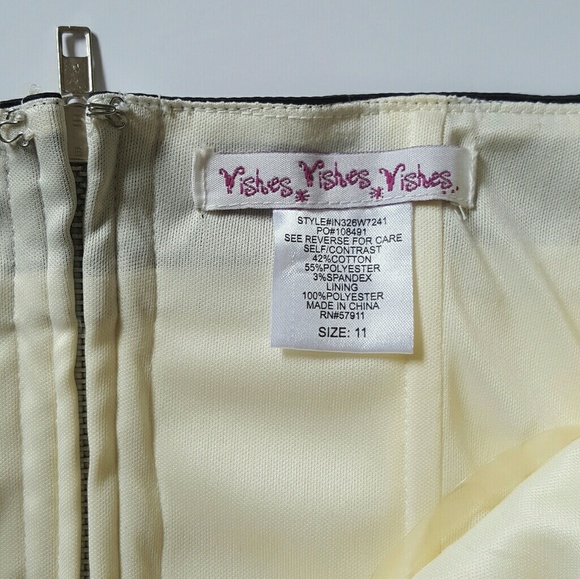 Wishes Wishes Wishes...
STYLE#IN326W7241
PO#108491
SEE REVERSE FOR CARE
SELF/CONTRAST
42%COTTON
55%POLYESTER
3%SPANDEX
LINING
100%POLYESTER
MADE IN CHINA
RN#57911
SIZE: 11